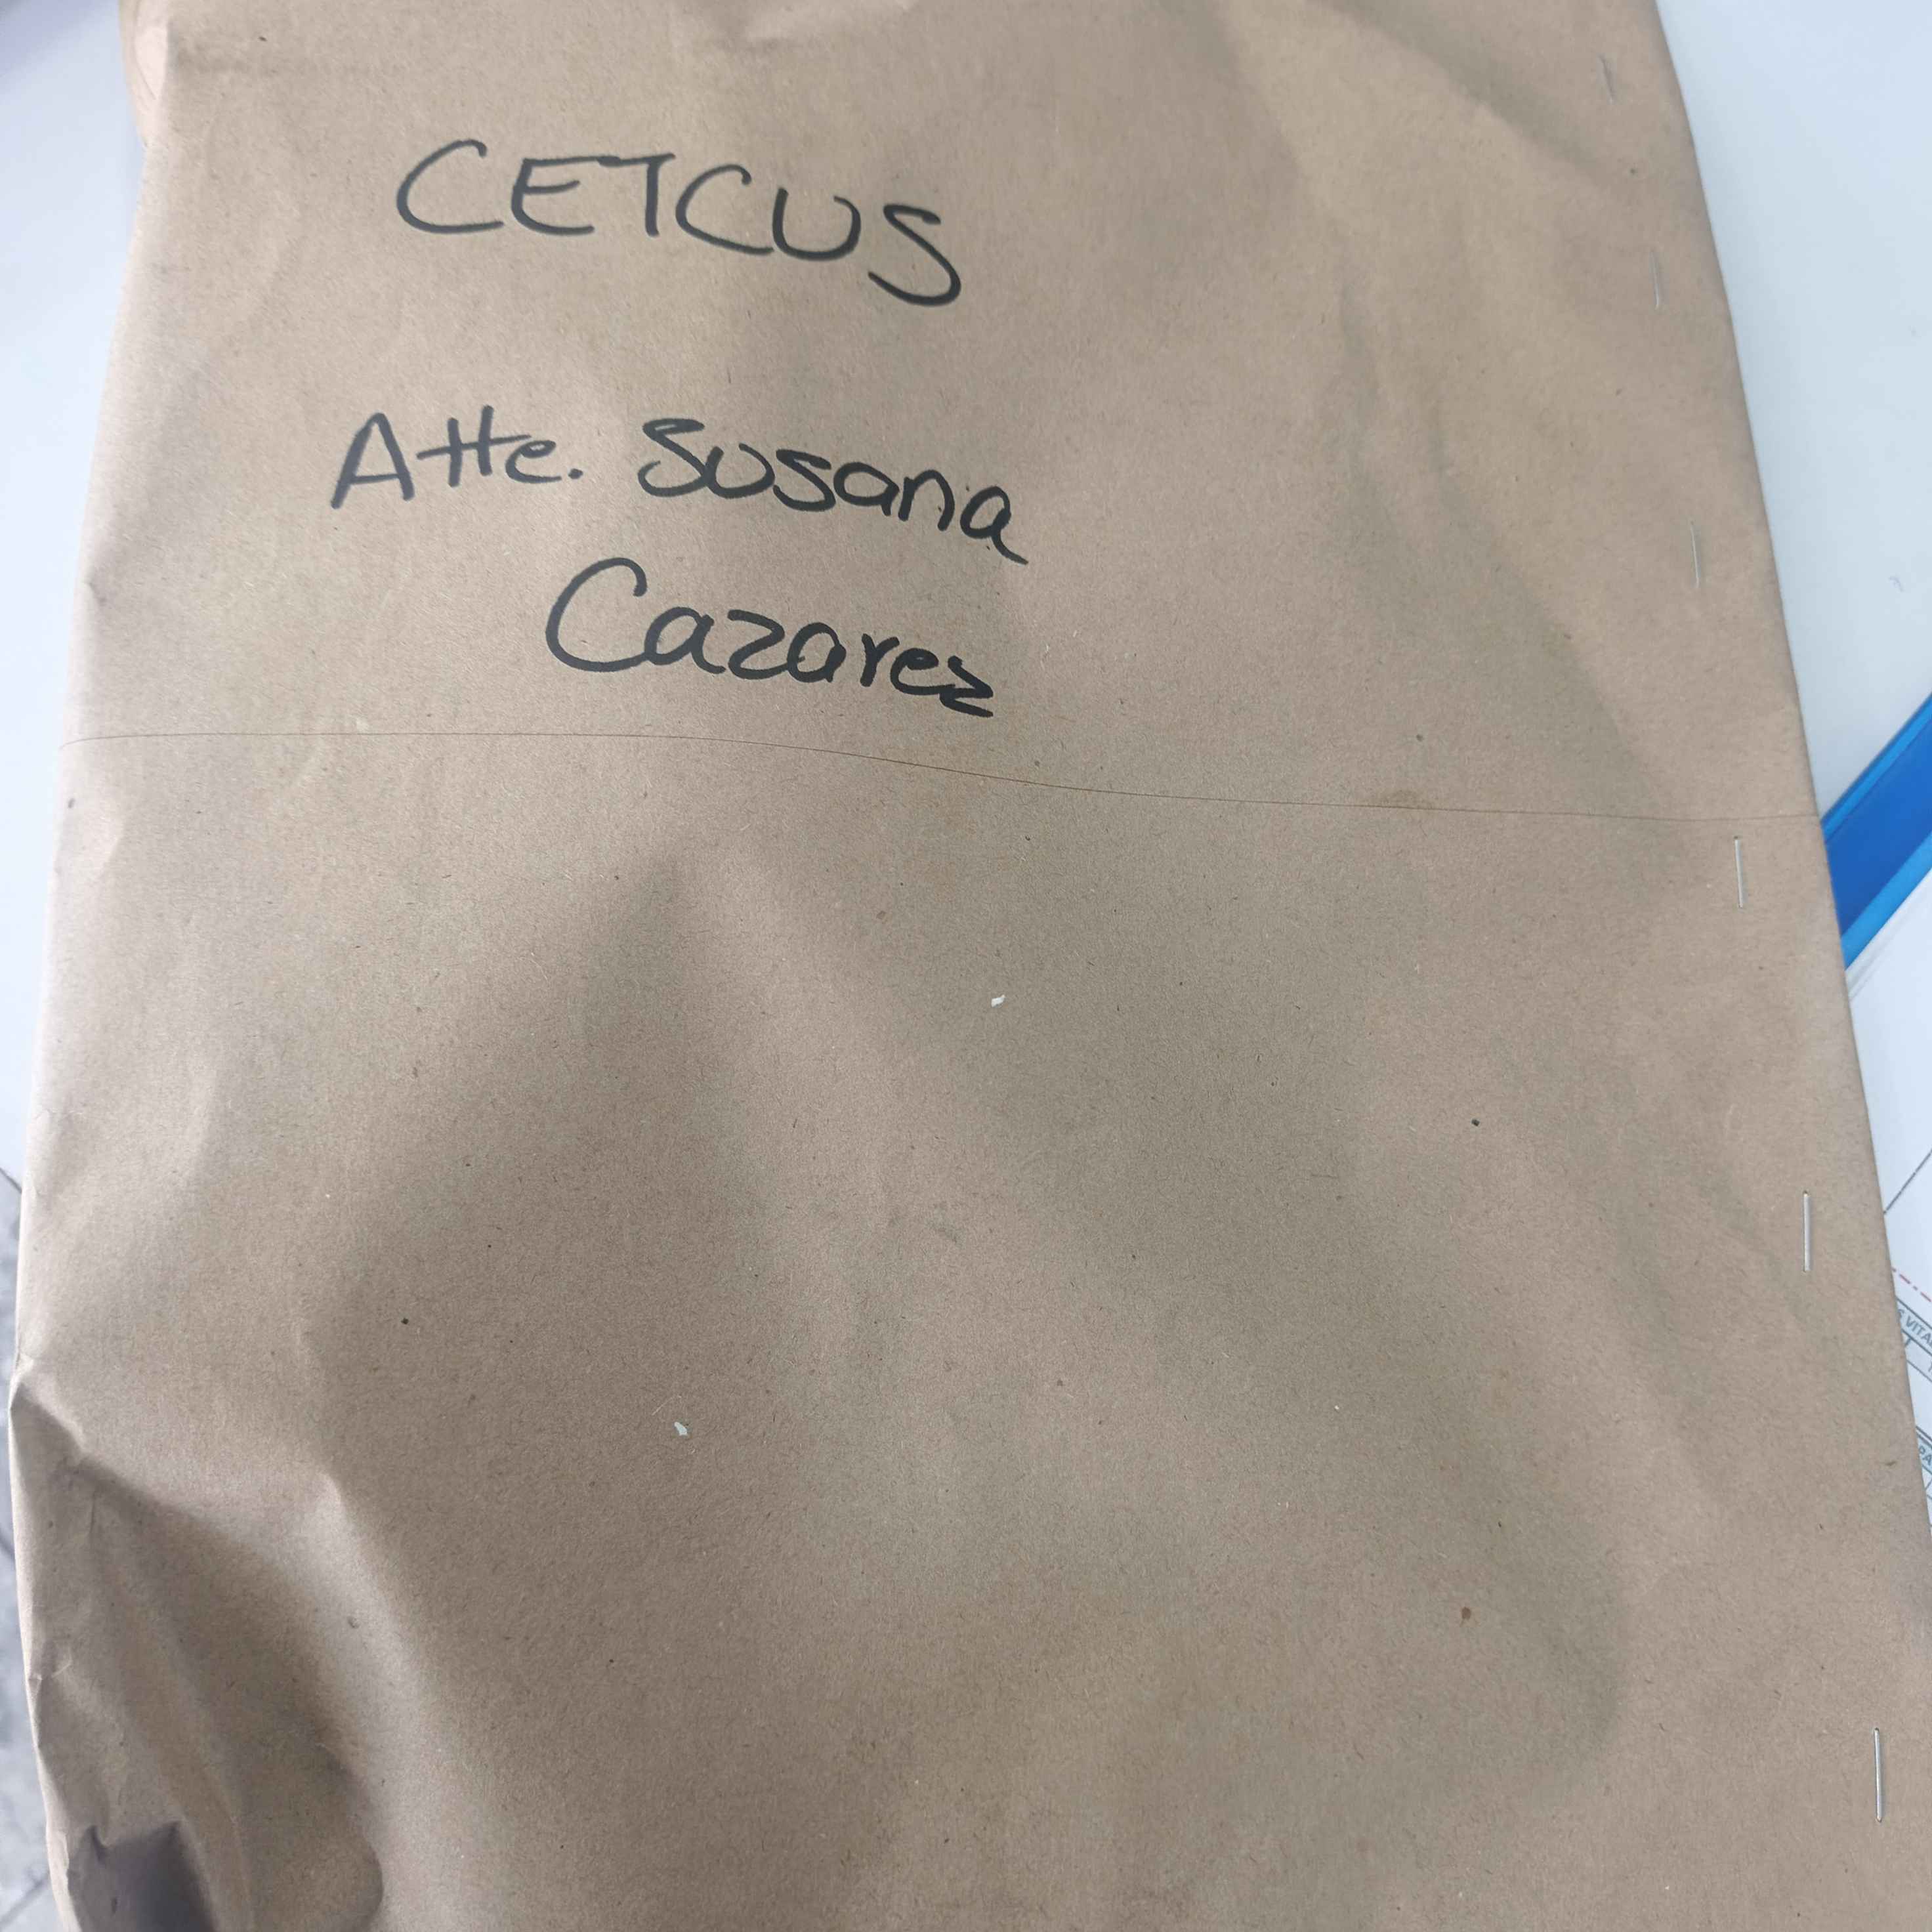 CETCUS
Atte. Susana
Cazarez